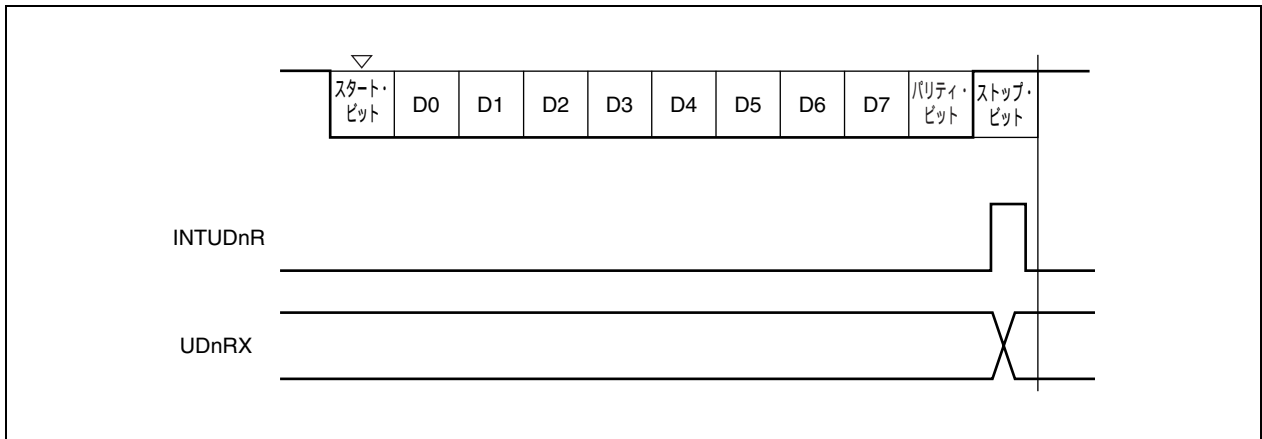 スタート・
ビット
D0
D1
D2
D3
D4
D5
D6
D7
パリティ・
ビット
ストップ・
ビット
INTUDnR
UDnRX